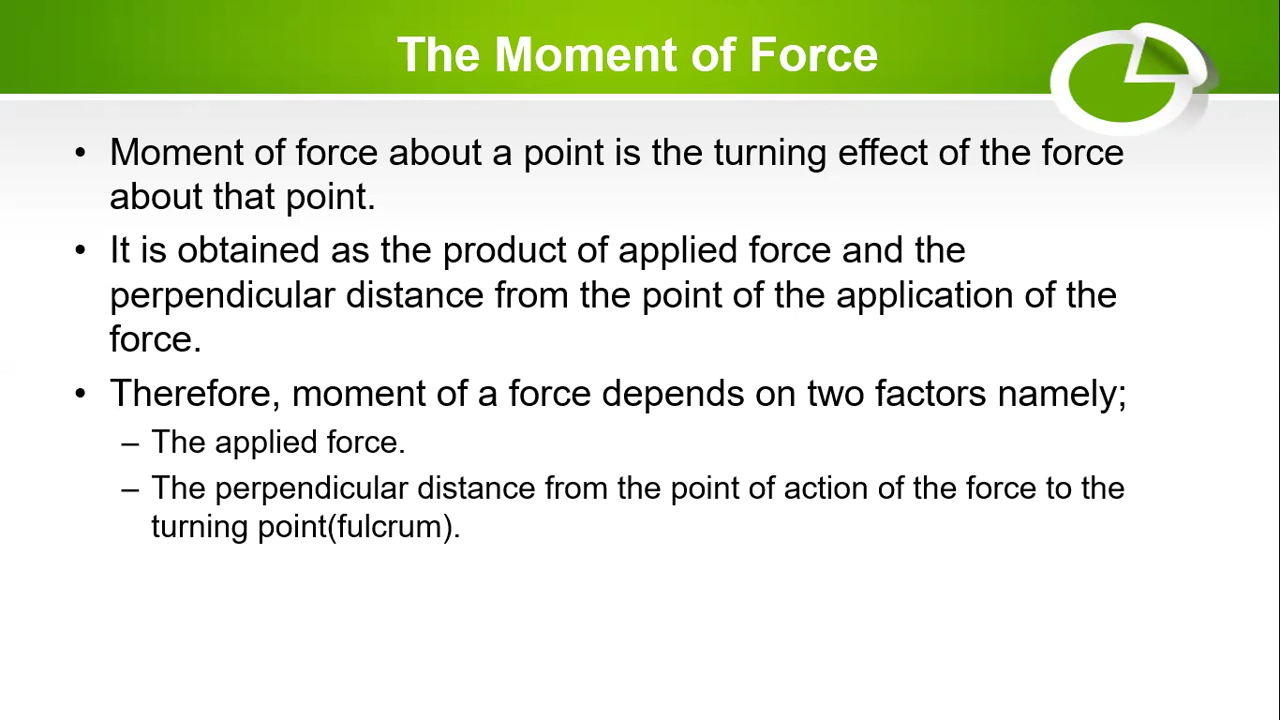 The Moment of Force
• Moment of force about a point is the turning effect of the force
about that point.
• It is obtained as the product of applied force and the
perpendicular distance from the point of the application of the
force.
• Therefore, moment of a force depends on two factors namely;
– The applied force.
– The perpendicular distance from the point of action of the force to the
turning point(fulcrum).